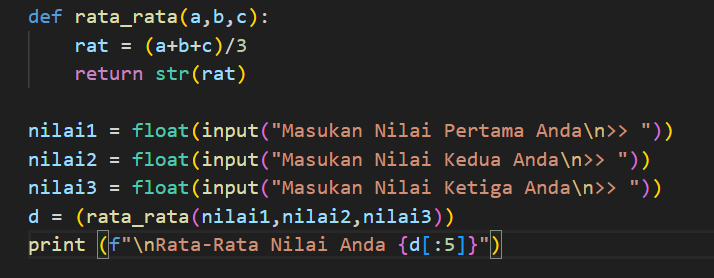 def rata_rata(a,b,c):
    rat = (a+b+c)/3
    return str(rat)

nilai1 = float(input("Masukan Nilai Pertama Anda\n>> "))
nilai2 = float(input("Masukan Nilai Kedua Anda\n>> "))
nilai3 = float(input("Masukan Nilai Ketiga Anda\n>> "))
d = (rata_rata(nilai1,nilai2,nilai3))
print (f"\nRata-Rata Nilai Anda {d[:5]}")